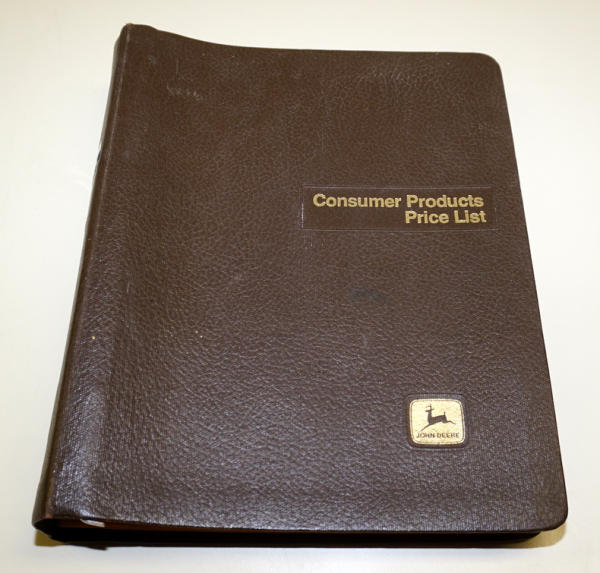 Consumer Products
Price List
JOHN DEERE